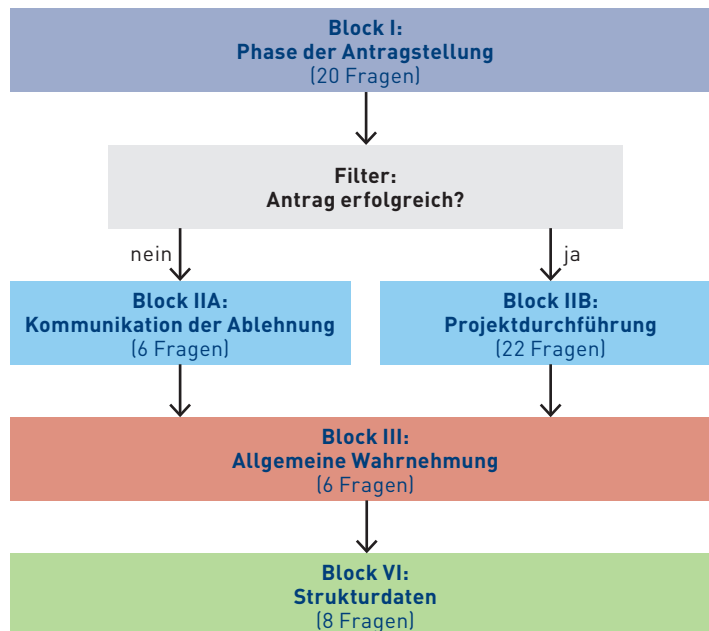 Block I:
Phase der Antragstellung
(20 Fragen)
Filter:
Antrag erfolgreich?
nein
ja
Block IIA:
Kommunikation der Ablehnung
(6 Fragen)
Block IIB:
Projektdurchführung
(22 Fragen)
Block III:
Allgemeine Wahrnehmung
(6 Fragen)
Block VI:
Strukturdaten
(8 Fragen)